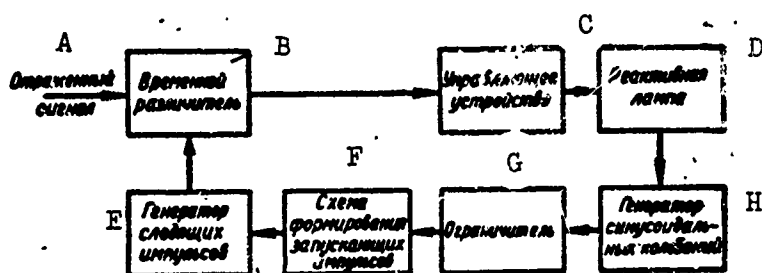 A
B
C
D
Отраженный
сигнал
Временной
различитель
Управляющее
устройство
Реактивная
лампа
E
F
G
H
Генератор
следящих
импульсов
Схема
формирования
запускающих
импульсов
Ограничитель
Генератор
синусоидаль-
ных колебаний